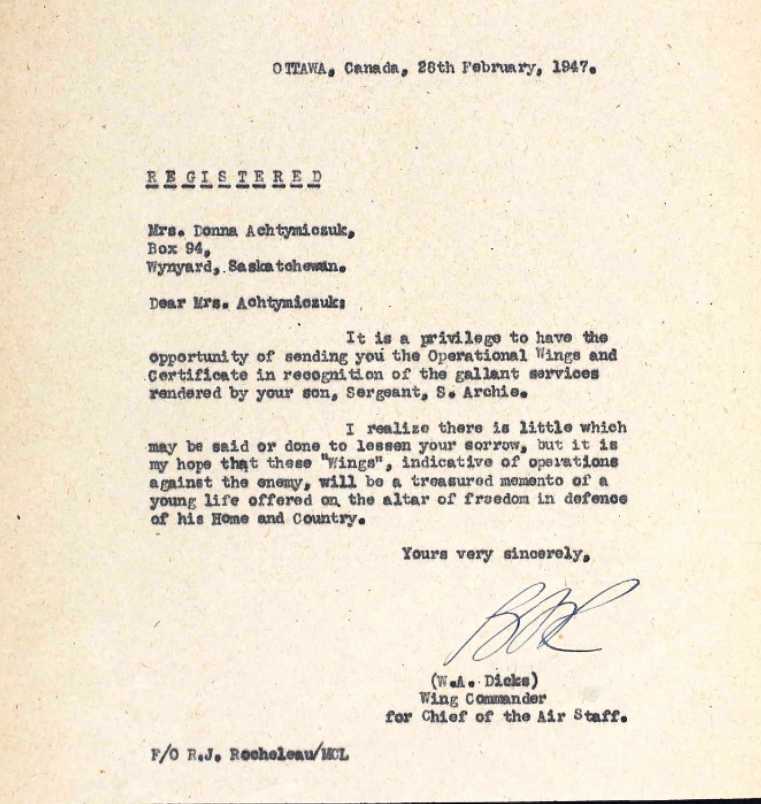 OTTAWA, Canada, 28th February, 1947.
R E G I S T E R E D
Mrs. Donna Achtymiczuk,
Box 94,
Wynyard, Saskatchewan.
Dear Mrs. Achtymiczuk:
It is a privilege to have the
opportunity of sending you the Operational Wings and
Certificate in recognition of the gallant services
rendered by your son, Sergeant, S. Archie.
I realize there is little which
may be said or done to lessen your sorrow, but it is
my hope that these "Wings", indicative of operations
against the enemy, will be a treasured memento of a
young life offered on the altar of freedom in defence
of his Home and Country.
Yours very sincerely,
(W.A. Dicks)
Wing Commander
for Chief of the Air Staff.
F/O R.J. Rocheleau/MCL